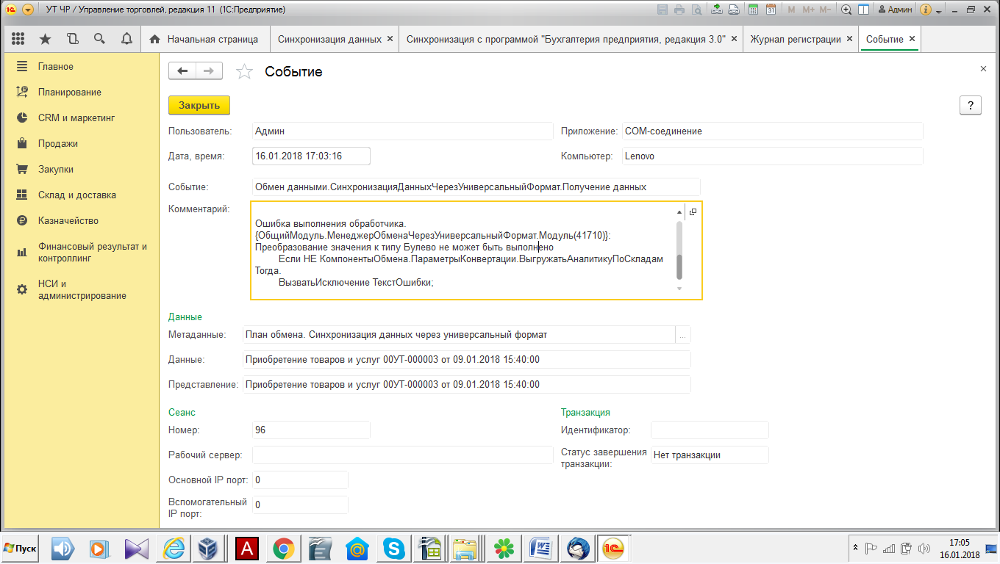 УТ ЧР / Управление торговлей, редакция 11 (1С:Предприятие)
M M+ M- Админ
Начальная страница Синхронизация данных × Синхронизация с программой "Бухгалтерия предприятия, редакция 3.0" × Журнал регистрации × Событие ×
Главное
Планирование
CRM и маркетинг
Продажи
Закупки
Склад и доставка
Казначейство
Финансовый результат и
контроллинг
НСИ и
администрирование
Событие
Закрыть
?
Пользователь: Админ Приложение: COM-соединение
Дата, время: 16.01.2018 17:03:16 Компьютер: Lenovo
Событие: Обмен данными.СинхронизацияДанныхЧерезУниверсальныйФормат.Получение данных
Комментарий:
Ошибка выполнения обработчика.
{ОбщийМодуль.МенеджерОбменаЧерезУниверсальныйФормат.Модуль(41710)}:
Преобразование значения к типу Булево не может быть выполнено
Если НЕ КомпонентыОбмена.ПараметрыКонвертации.ВыгружатьАналитикуПоСкладам
Тогда.
ВызватьИсключение ТекстОшибки;
Данные
Метаданные: План обмена. Синхронизация данных через универсальный формат ...
Данные: Приобретение товаров и услуг 00УТ-000003 от 09.01.2018 15:40:00
Представление: Приобретение товаров и услуг 00УТ-000003 от 09.01.2018 15:40:00
Сеанс Транзакция
Номер: 96 Идентификатор:
Рабочий сервер: Статус завершения
транзакции: Нет транзакции
Основной IP порт: 0
Вспомогательный
IP порт: 0
Пуск
17:05
16.01.2018